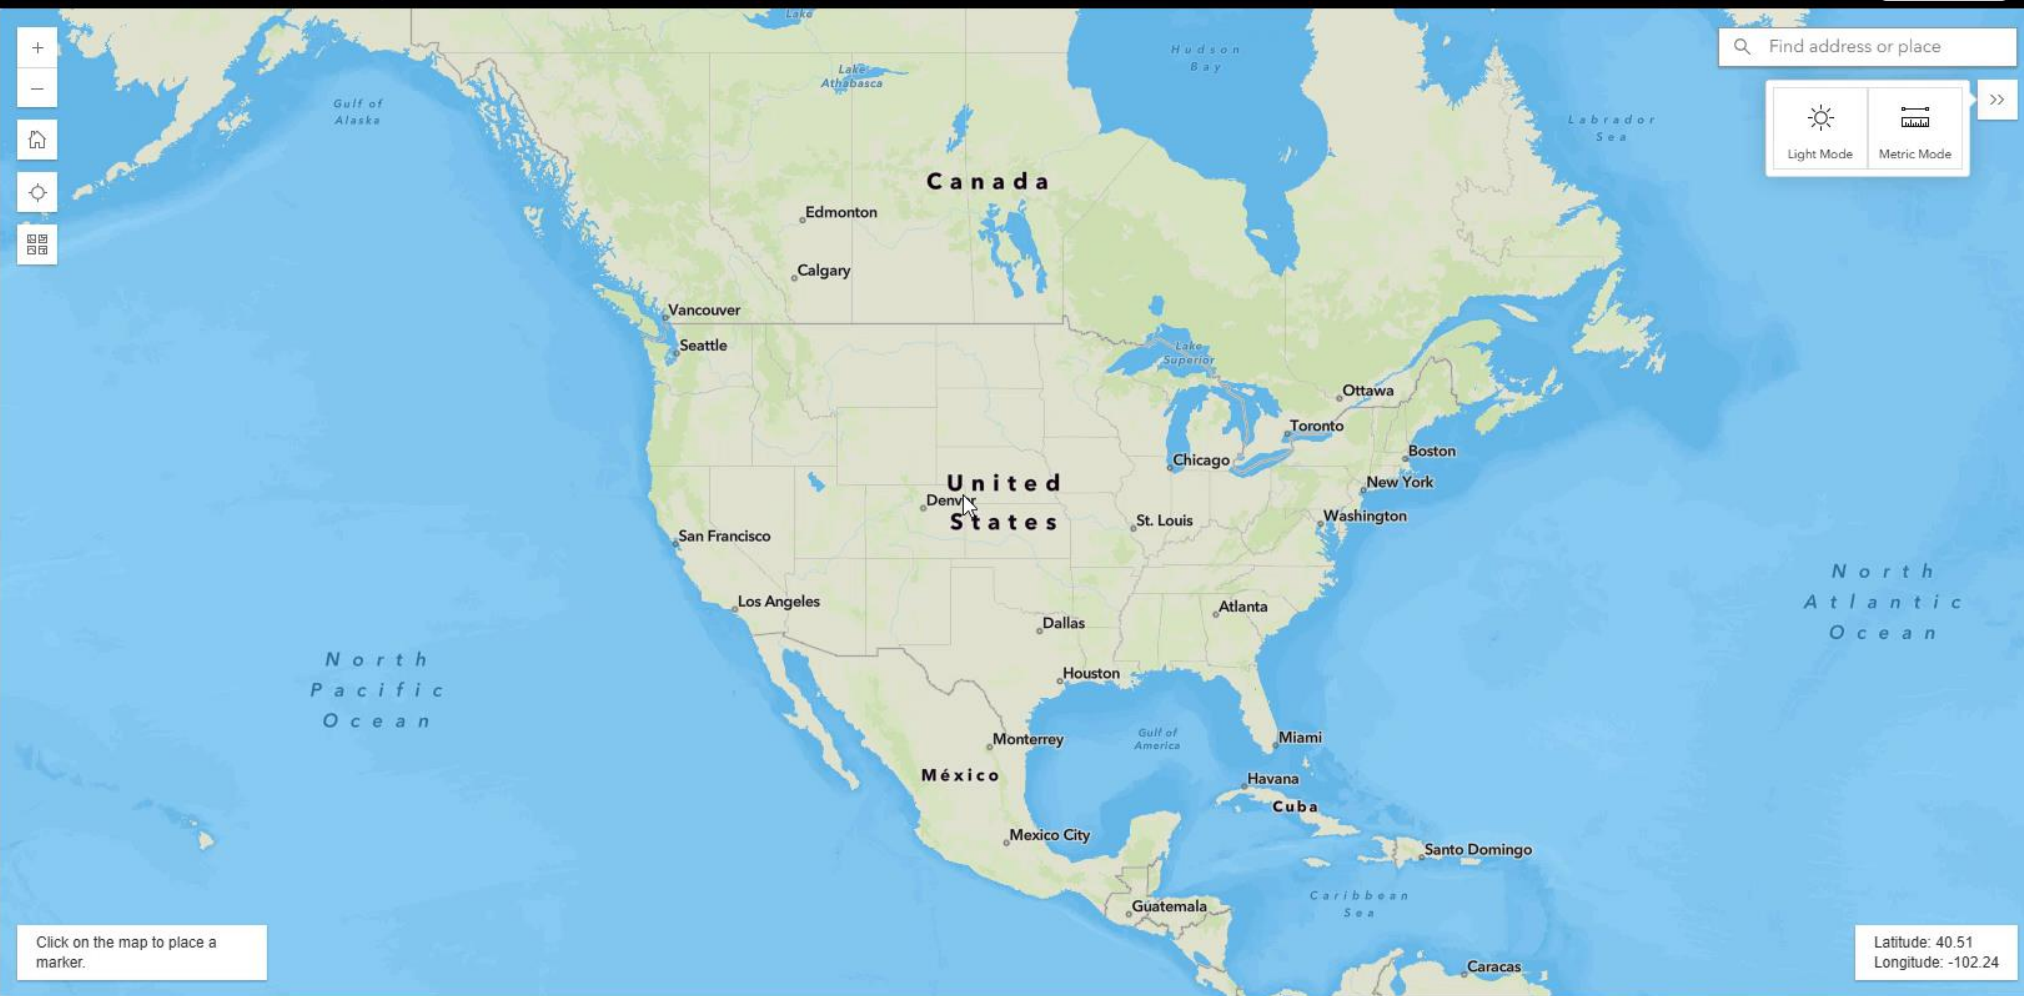 Lake
Hudson
Bay
Find address or place
Lake
Athabasca
Gulf of
Alaska
Labrador
Sea
Light Mode
Metric Mode
Canada
Edmonton
Calgary
Vancouver
Seattle
Lake
Superior
Ottawa
Toronto
Boston
Chicago
New York
United
States
Denver
St. Louis
Washington
San Francisco
Los Angeles
Atlanta
Dallas
Houston
North
Atlantic
Ocean
North
Pacific
Ocean
Gulf of
America
Monterrey
Miami
México
Havana
Cuba
Mexico City
Santo Domingo
Caribbean
Sea
Guatemala
Caracas
Click on the map to place a
marker.
Latitude: 40.51
Longitude: -102.24